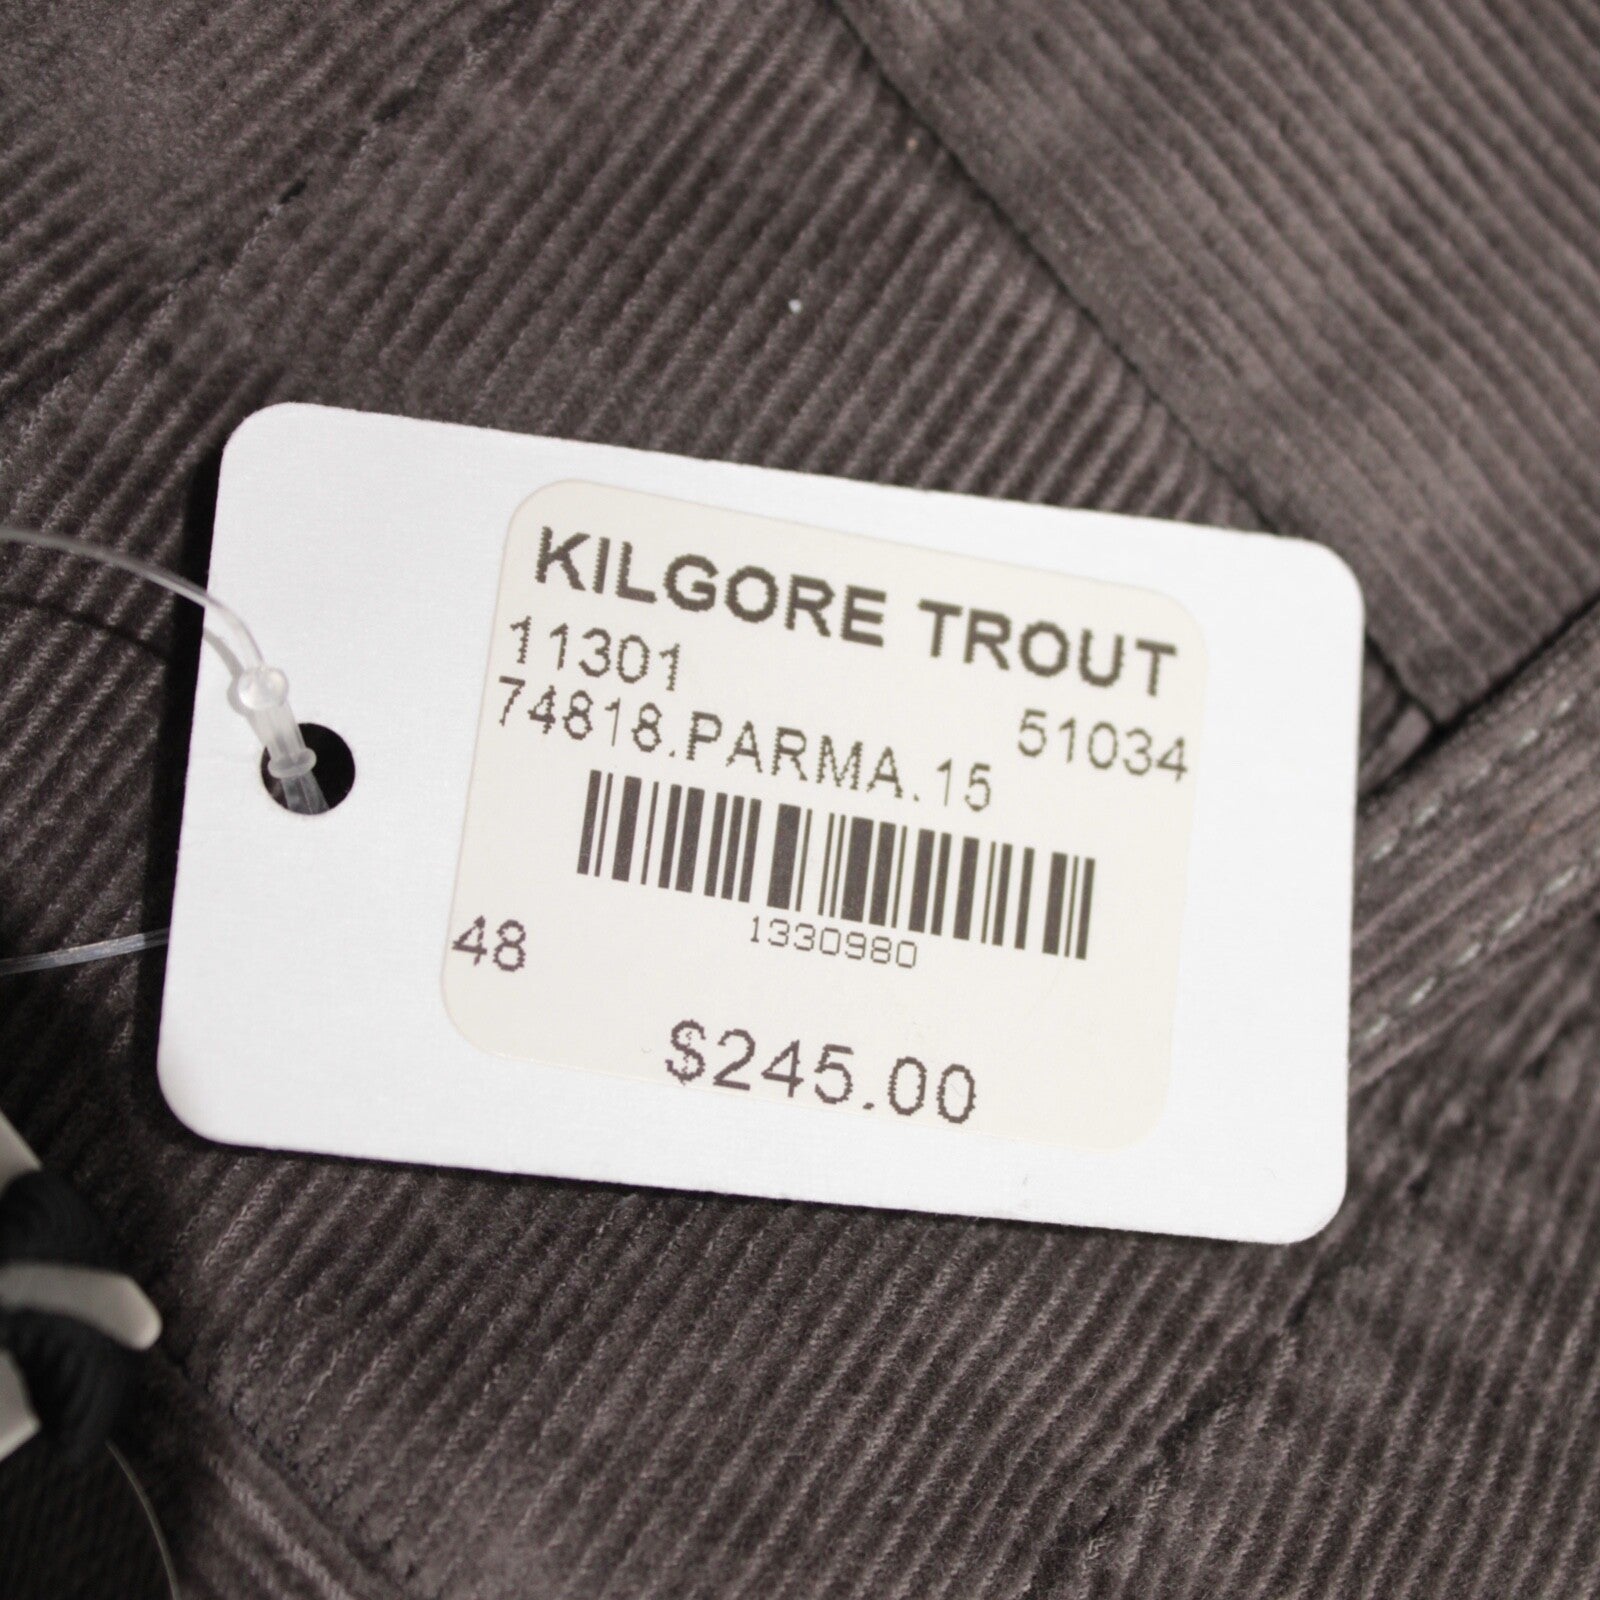 KILGORE TROUT
11301
74818.PARMA.15 51034
1330980
48
$245.00